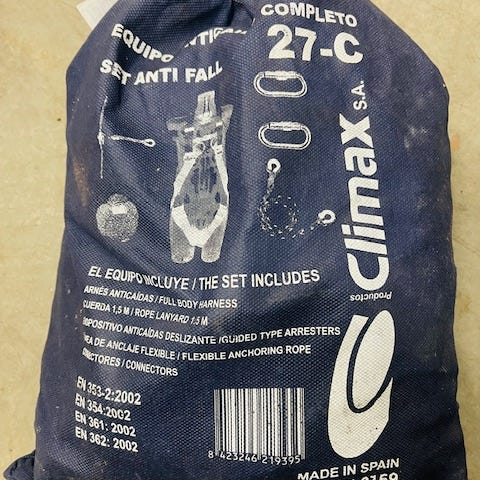 EQUIPO
COMPLETO
SET ANTI FALL
27-C
Productos
ClimaX S.A.
EL EQUIPO INCLUYE / THE SET INCLUDES
ARNÉS ANTICAÍDAS / FULL BODY HARNESS
CUERDA 1,5 M / ROPE LANYARD 1,5 M
DISPOSITIVO ANTICAÍDAS DESLIZANTE / GUIDED TYPE ARRESTERS
DE ANCLAJE FLEXIBLE / FLEXIBLE ANCHORING ROPE
CONECTORES / CONNECTORS
EN 353-2:2002
EN 354:2002
EN 361: 2002
EN 362: 2002
8 423246 219395
MADE IN SPAIN